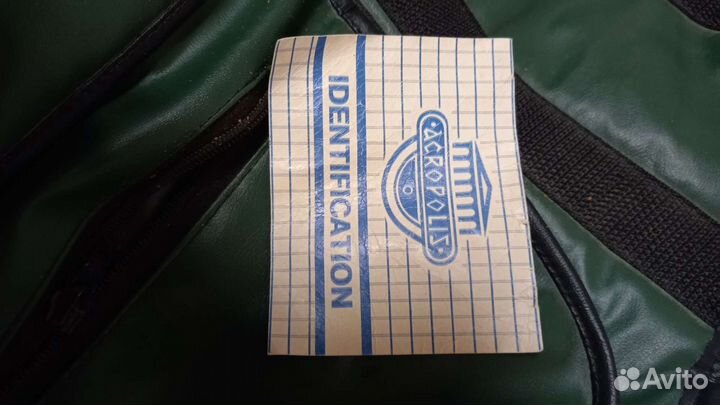 ACROPOLIS
IDENTIFICATION
Avito